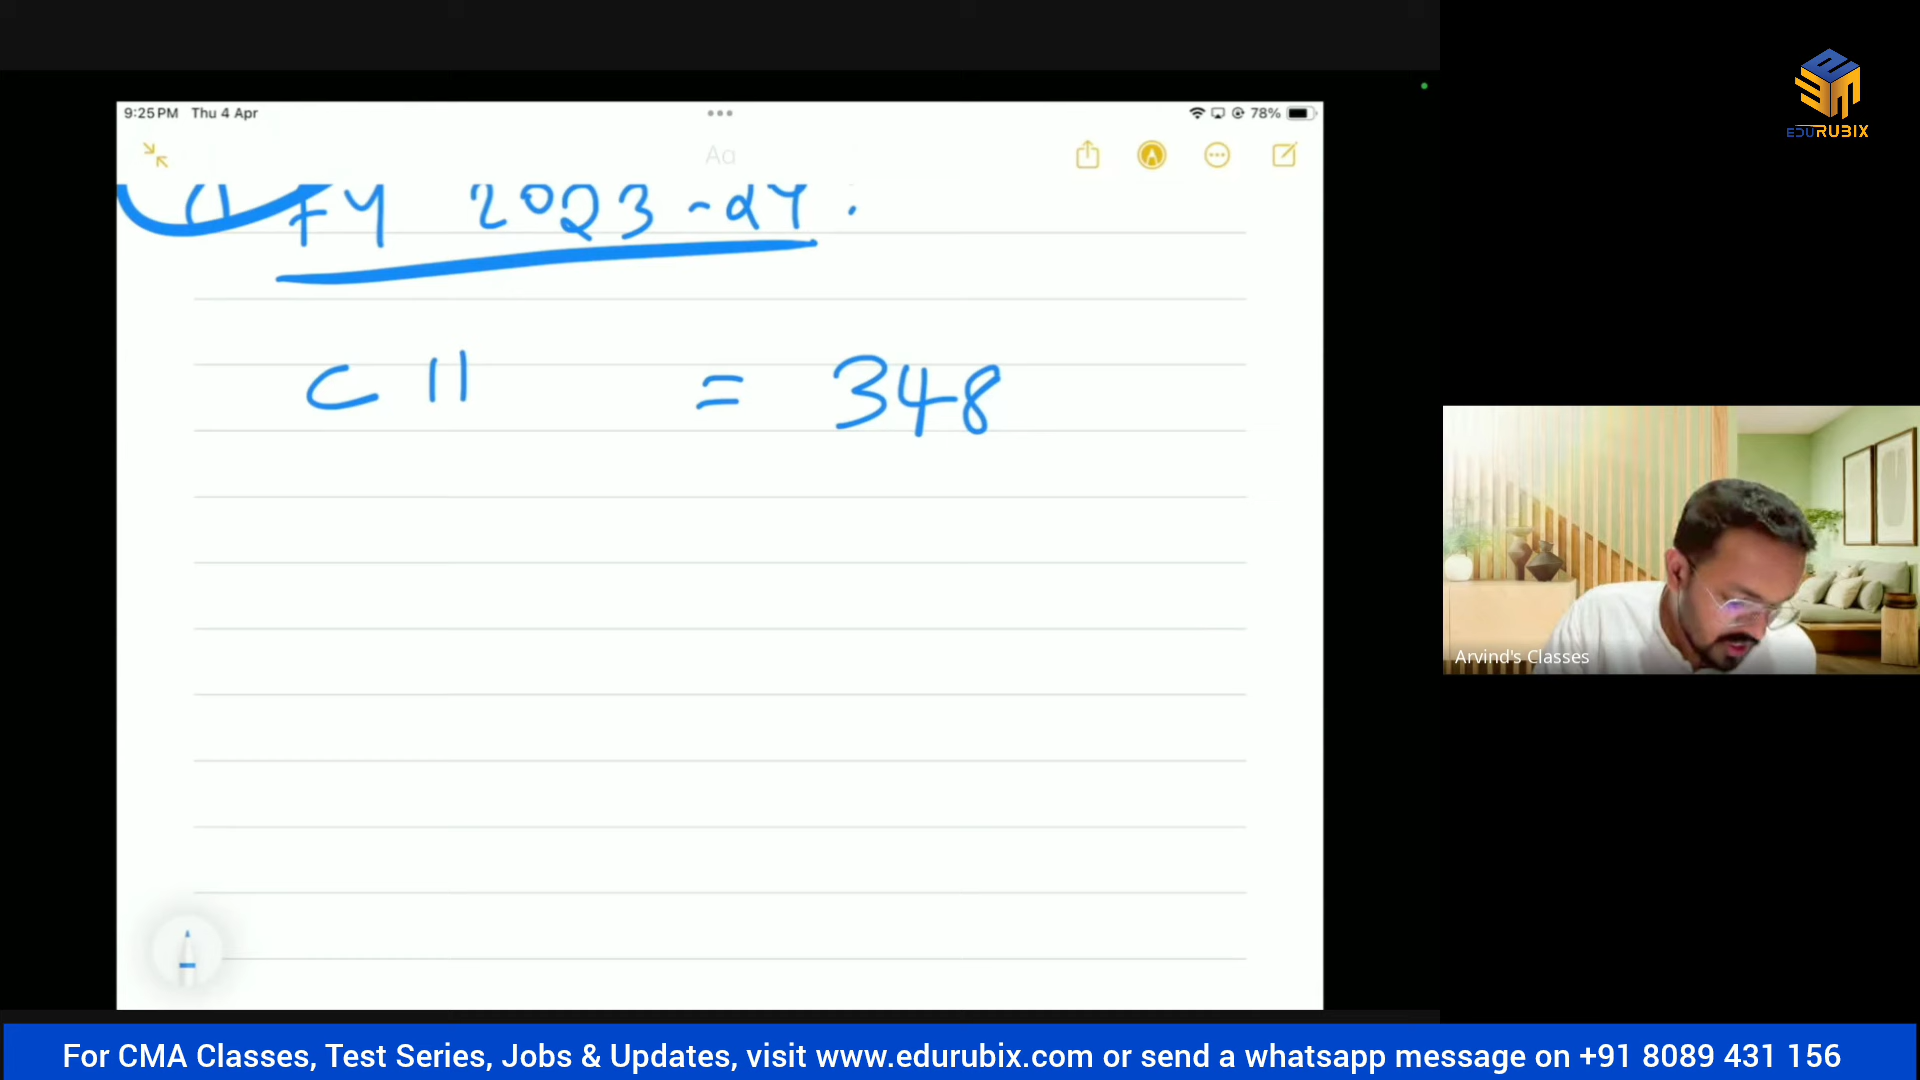 EDURUBIX
9:25 PM Thu 4 Apr
78%
Aa
FY 2023-24.
CII = 348
Arvind's Classes
For CMA Classes, Test Series, Jobs & Updates, visit www.edurubix.com or send a whatsapp message on +91 8089 431 156